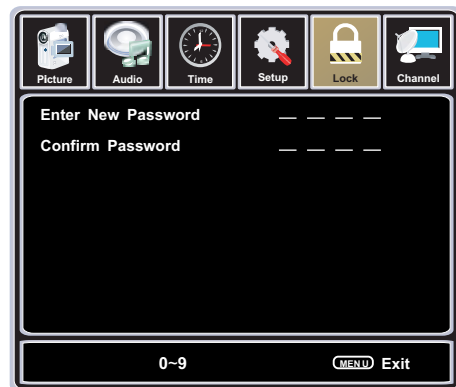 Picture Audio Time Setup Lock Channel
Enter New Password _ _ _ _
Confirm Password _ _ _ _
0~9 MENU Exit